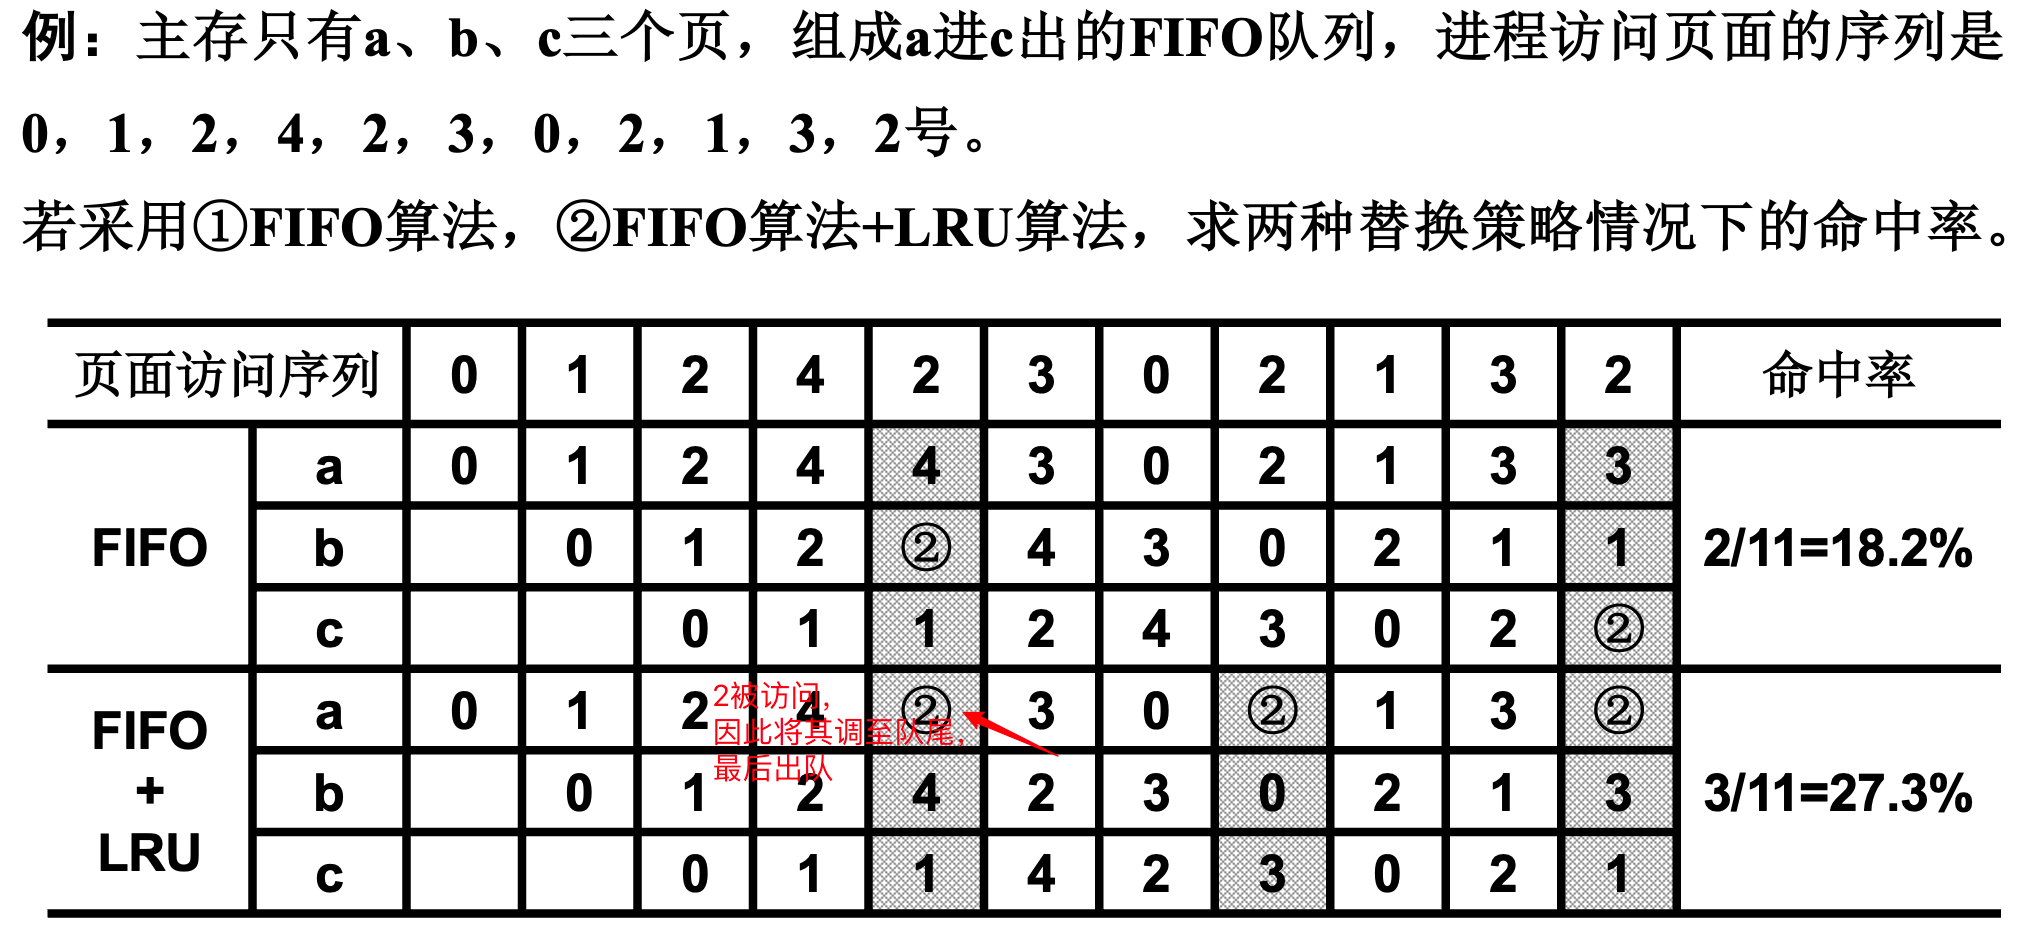 例：主存只有a、b、c三个页，组成a进c出的FIFO队列，进程访问页面的序列是
0，1，2，4，2，3，0，2，1，3，2号。
若采用①FIFO算法，②FIFO算法+LRU算法，求两种替换策略情况下的命中率。
页面访问序列 0 1 2 4 2 3 0 2 1 3 2 命中率
a 0 1 2 4 4 3 0 2 1 3 3
FIFO b 0 1 2 ② 4 3 0 2 1 1 2/11=18.2%
c 0 1 1 2 4 3 0 2 ②
FIFO a 0 1 2 4 ② 3 0 ② 1 3 ②
+ b 0 1 2 4 2 3 0 2 1 3 3/11=27.3%
LRU c 0 1 1 4 2 3 0 2 1
2被访问，
因此将其调至队尾，
最后出队